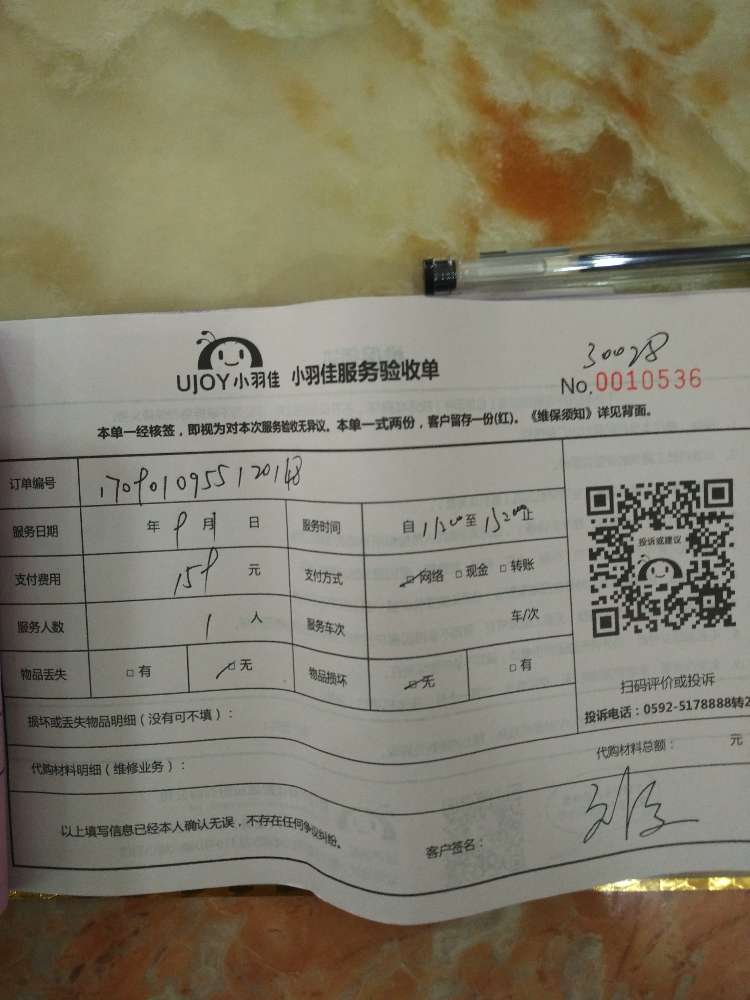 30028
UJOY小羽佳 小羽佳服务验收单 No.0010536
本单一经核签，即视为对本次服务验收无异议。本单一式两份，客户留存一份(红)。《维保须知》详见背面。
订单编号 1709010955120148
服务日期 年 9 月 1 日 服务时间 自 至 止
投诉或建议
支付费用 159 元 支付方式 □网络 □现金 □转账
服务人数 1 人 服务车次 车/次
物品丢失 □有 □无 物品损坏 □无 □有
扫码评价或投诉
损坏或丢失物品明细（没有可不填）：
投诉电话：0592-5178888转2
代购材料明细（维修业务）： 代购材料总额： 元
以上填写信息已经本人确认无误，不存在任何争议纠纷。 客户签名：